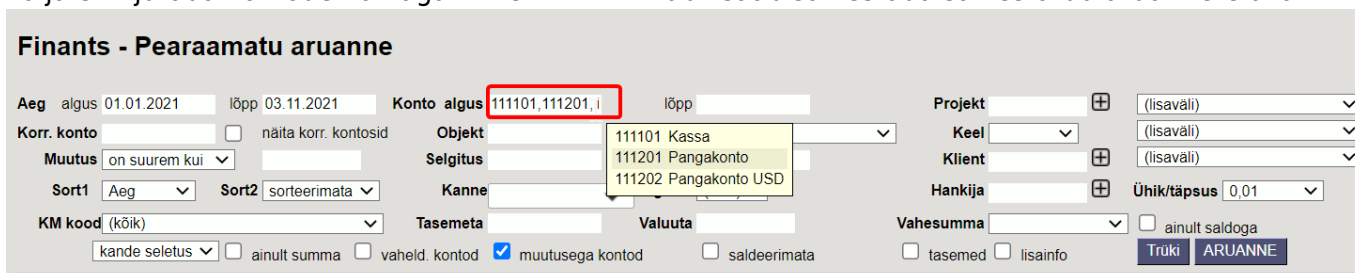 Finants - Pearaamatu aruanne
Aeg algus 01.01.2021 lõpp 03.11.2021 Konto algus 111101,111201, lõpp Projekt (lisaväli)
Korr. konto näita korr. kontosid Objekt Keel (lisaväli)
111101 Kassa
111201 Pangakonto
111202 Pangakonto USD
Muutus on suurem kui Selgitus Klient (lisaväli)
Sort1 Aeg Sort2 sorteerimata Kanne Hankija Ühik/täpsus 0,01
KM kood (kõik) Tasemeta Valuuta Vahesumma ainult saldoga
kande seletus ainult summa vaheld. kontod muutusega kontod saldeerimata tasemed lisainfo Trüki ARUANNE